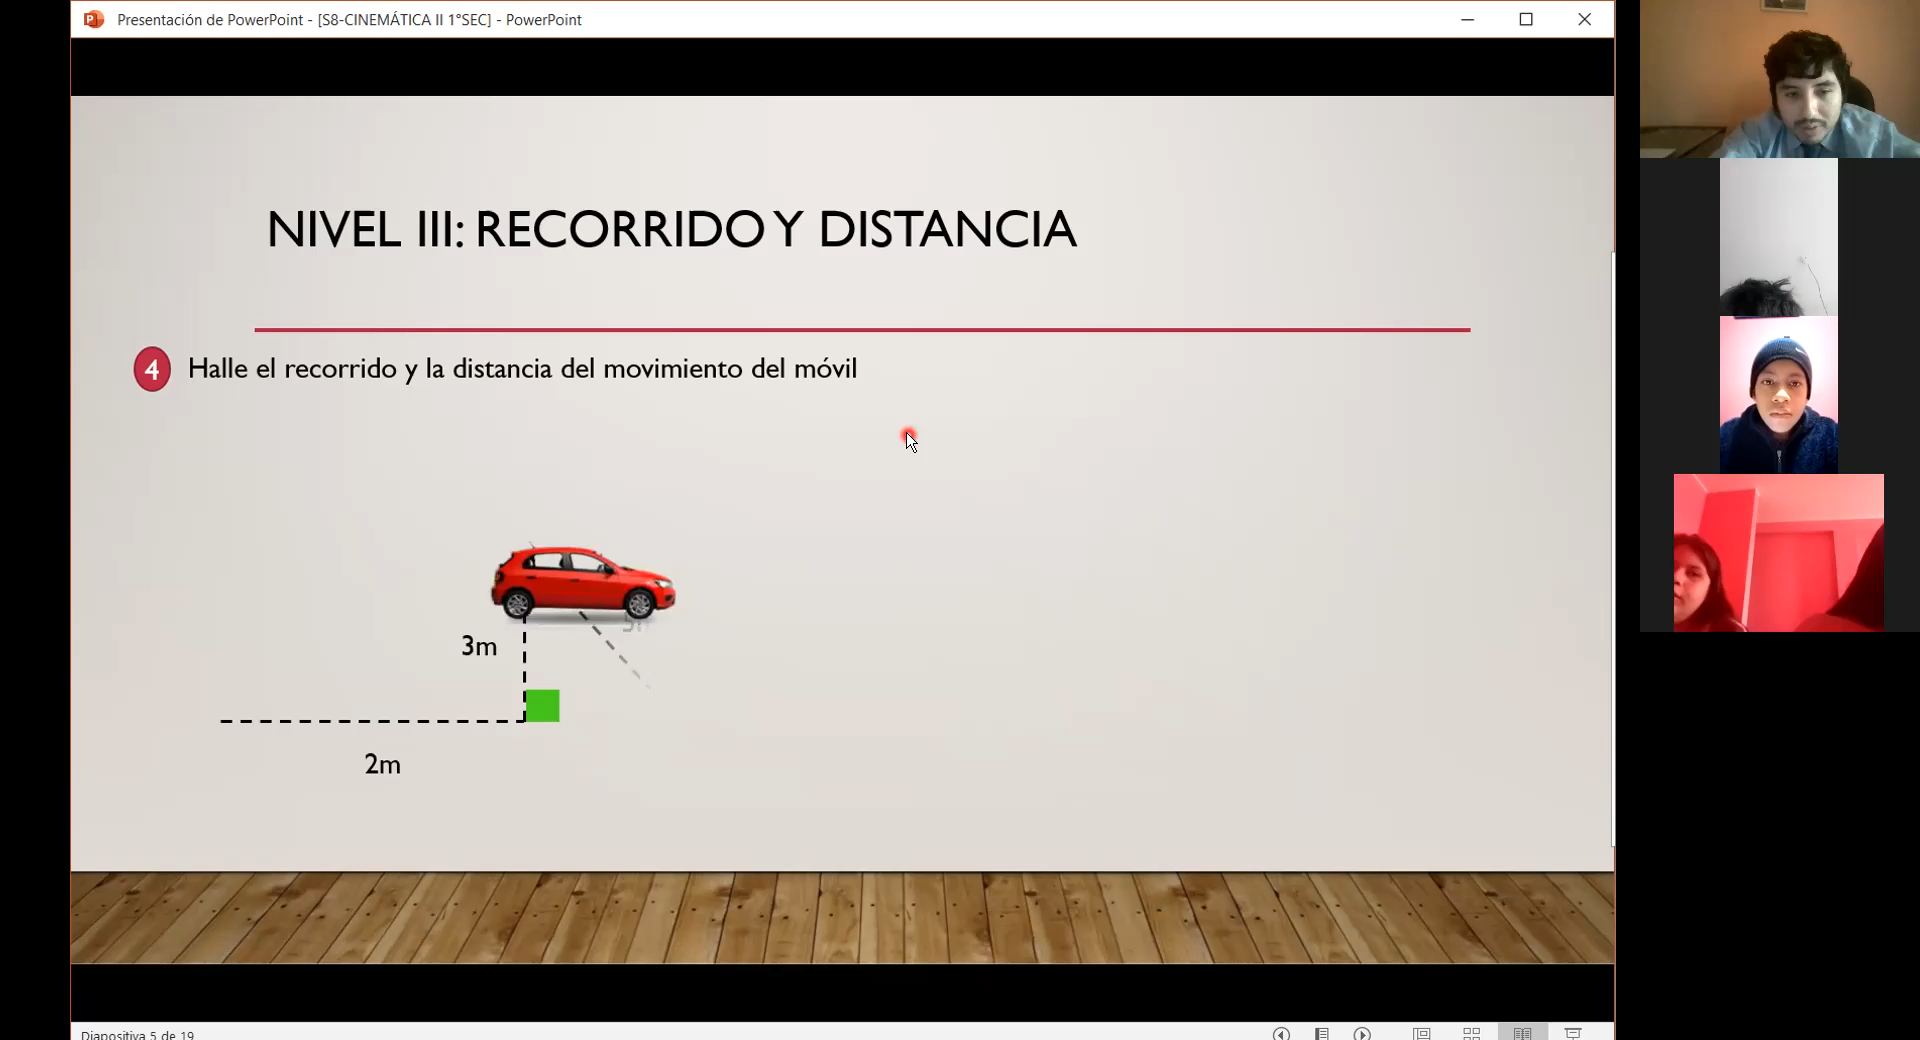 Presentación de PowerPoint - [S8-CINEMÁTICA II 1°SEC] - PowerPoint
NIVEL III: RECORRIDO Y DISTANCIA
4 Halle el recorrido y la distancia del movimiento del móvil
3m
2m
Diapositiva 5 de 19